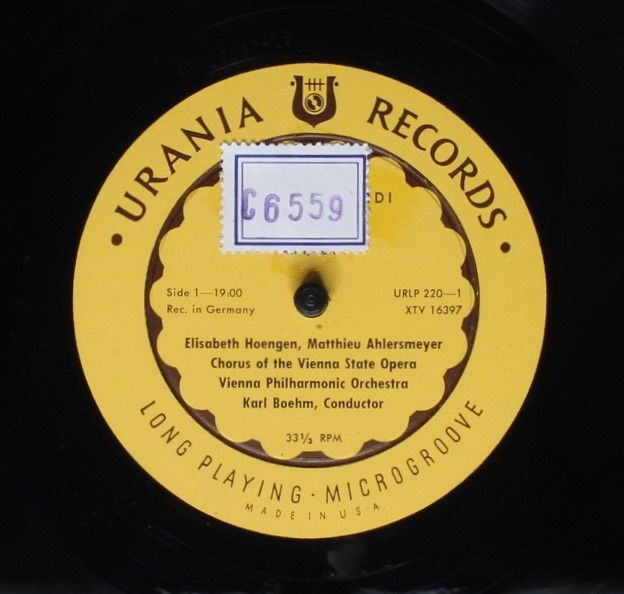 URANIA RECORDS
C6559
DI
Side 1—19:00
URLP 220—1
Rec. in Germany
XTV 16397
Elisabeth Hoengen, Matthieu Ahlersmeyer
Chorus of the Vienna State Opera
Vienna Philharmonic Orchestra
Karl Boehm, Conductor
33⅓ RPM
LONG PLAYING · MICROGROOVE
MADE IN U.S.A